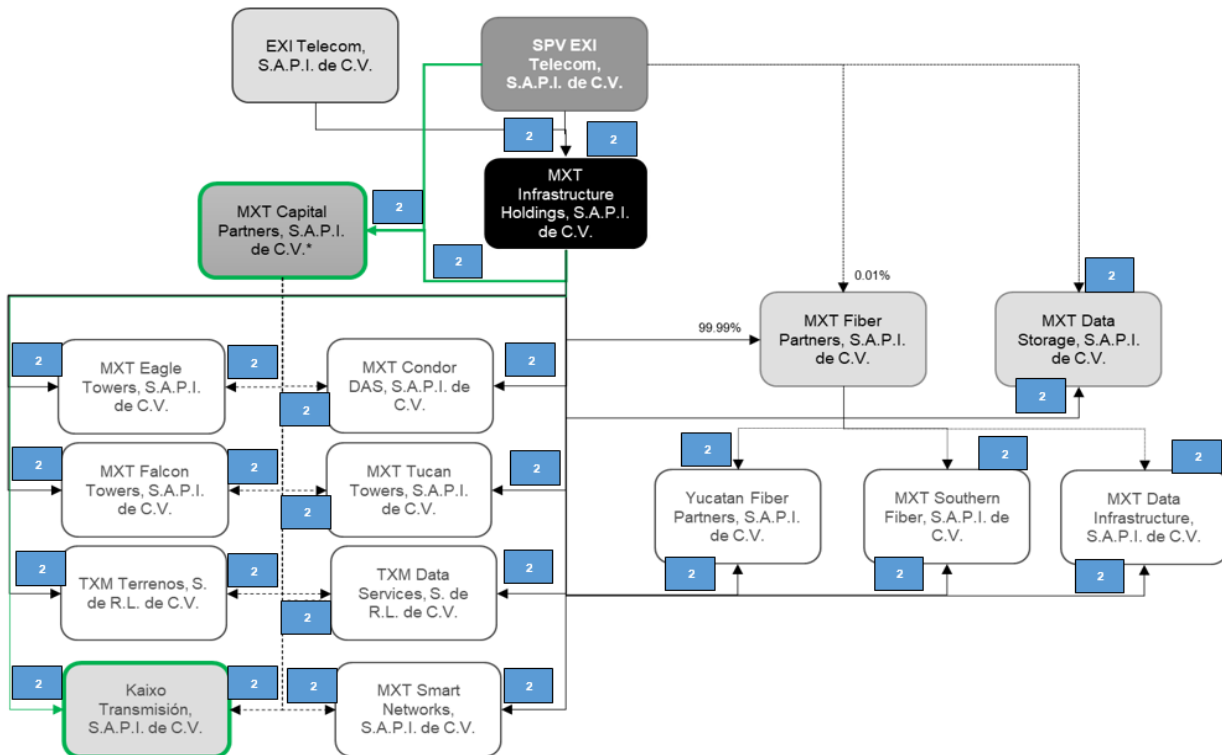 EXI Telecom,
S.A.P.I. de C.V.
SPV EXI
Telecom,
S.A.P.I. de C.V.
2
2
MXT
Infrastructure
Holdings, S.A.P.I.
de C.V.
MXT Capital
Partners, S.A.P.I.
de C.V.*
2
2
0.01%
2
99.99%
MXT Fiber
Partners, S.A.P.I.
de C.V.
MXT Data
Storage, S.A.P.I.
de C.V.
2
2
MXT Eagle
Towers, S.A.P.I.
de C.V.
2
2
MXT Condor
DAS, S.A.P.I. de
C.V.
2
2
MXT Falcon
Towers, S.A.P.I.
de C.V.
2
2
MXT Tucan
Towers, S.A.P.I.
de C.V.
2
2
Yucatan Fiber
Partners, S.A.P.I.
de C.V.
2
2
MXT Southern
Fiber, S.A.P.I. de
C.V.
2
2
MXT Data
Infrastructure,
S.A.P.I. de C.V.
2
2
TXM Terrenos, S.
de R.L. de C.V.
2
2
TXM Data
Services, S. de
R.L. de C.V.
2
2
Kaixo
Transmisión,
S.A.P.I. de C.V.
2
2
MXT Smart
Networks,
S.A.P.I. de C.V.
2